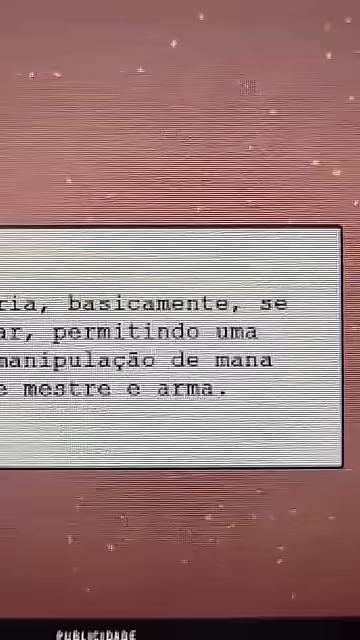 ria, basicamente, se
ar, permitindo uma
manipulação de mana
e mestre e arma.
PUBLICIDADE